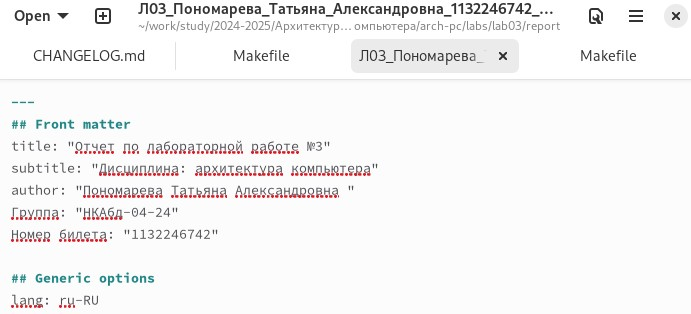 Open
Л03_Пономарева_Татьяна_Александровна_1132246742_...
~/work/study/2024-2025/Архитектур... омпьютера/arch-pc/labs/lab03/report
CHANGELOG.md Makefile Л03_Пономарева_ Makefile
---
## Front matter
title: "Отчет по лабораторной работе №3"
subtitle: "Дисциплина: архитектура компьютера"
author: "Пономарева Татьяна Александровна "
Группа: "НКАбд-04-24"
Номер билета: "1132246742"
## Generic options
lang: ru-RU